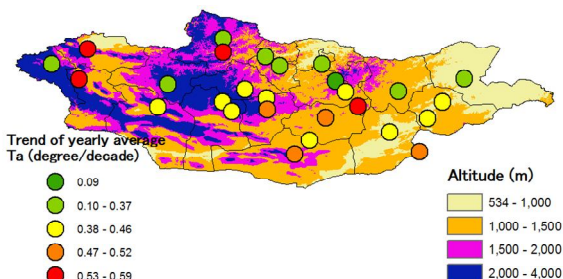 Trend of yearly average
Ta (degree/decade)
0.09
0.10 - 0.37
0.38 - 0.46
0.47 - 0.52
0.53 - 0.59
Altitude (m)
534 - 1,000
1,000 - 1,500
1,500 - 2,000
2,000 - 4,000